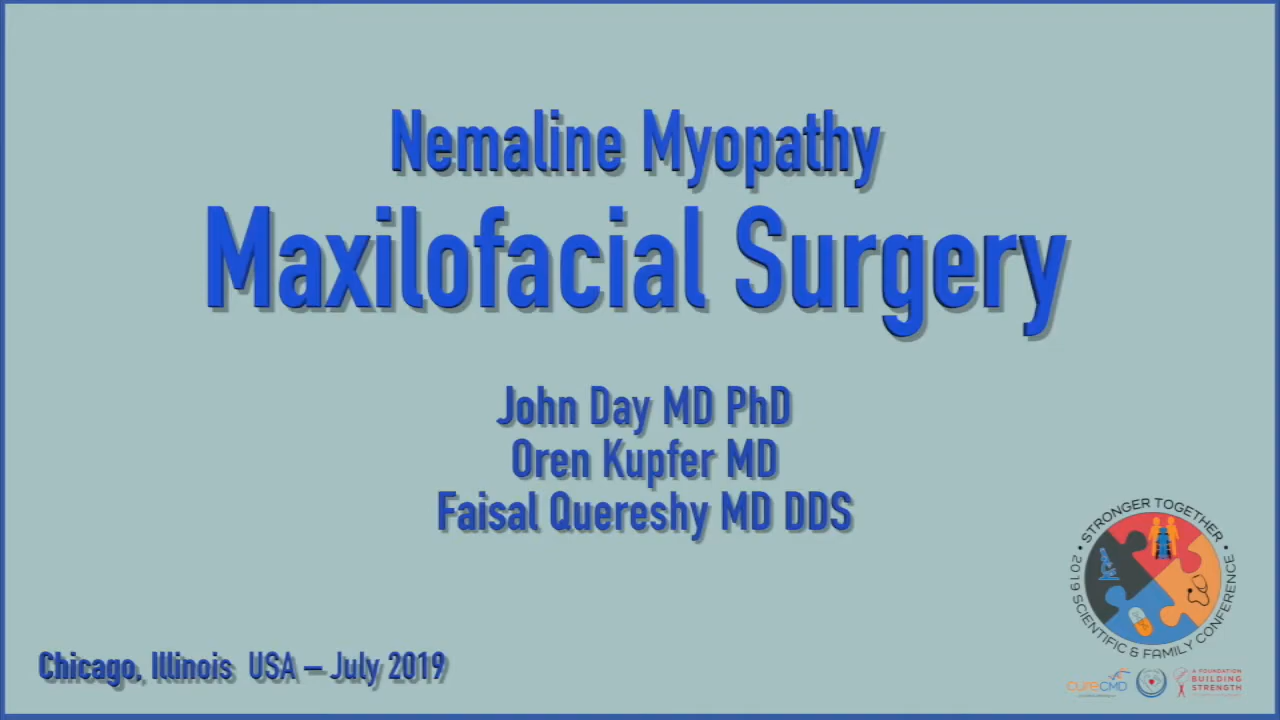 Nemaline Myopathy
Maxilofacial Surgery
John Day MD PhD
Oren Kupfer MD
Faisal Quereshy MD DDS
• STRONGER TOGETHER •
2019 SCIENTIFIC & FAMILY CONFERENCE
Chicago, Illinois USA – July 2019
CureCMD
A FOUNDATION
BUILDING
STRENGTH